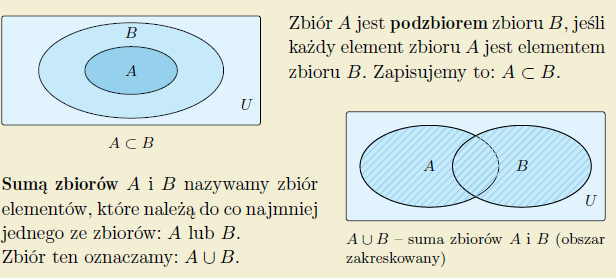 B
A
U
A ⊂ B
Zbiór A jest podzbiorem zbioru B, jeśli
każdy element zbioru A jest elementem
zbioru B. Zapisujemy to: A ⊂ B.
Sumą zbiorów A i B nazywamy zbiór
elementów, które należą do co najmniej
jednego ze zbiorów: A lub B.
Zbiór ten oznaczamy: A ∪ B.
A B
U
A ∪ B – suma zbiorów A i B (obszar
zakreskowany)